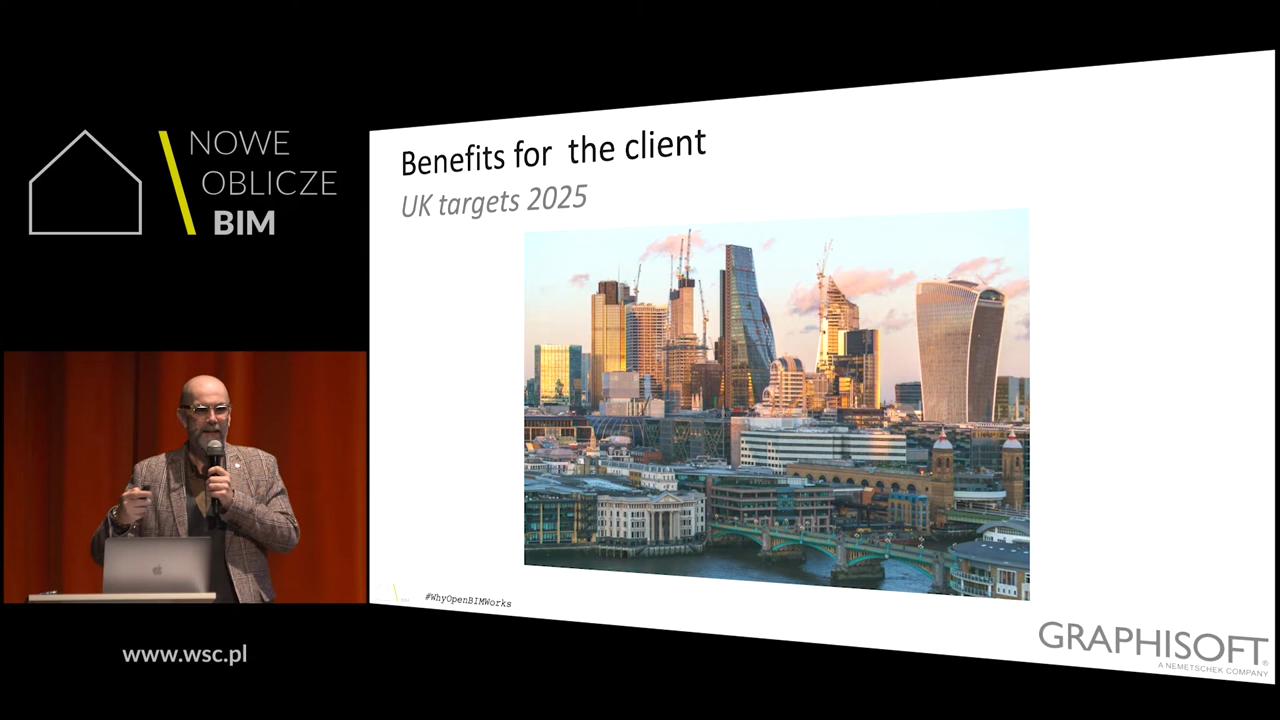 NOWE
OBLICZE
BIM
www.wsc.pl
Benefits for the client
UK targets 2025
#WhyOpenBIMWorks
GRAPHISOFT®
A NEMETSCHEK COMPANY